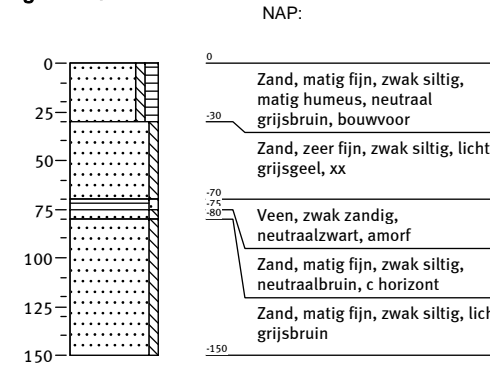 NAP:
0
25
50
75
100
125
150
0
Zand, matig fijn, zwak siltig,
matig humeus, neutraal
grijsbruin, bouwvoor
-30
Zand, zeer fijn, zwak siltig, licht
grijsgeel, xx
-70
-75
-80
Veen, zwak zandig,
neutraalzwart, amorf
Zand, matig fijn, zwak siltig,
neutraalbruin, c horizont
Zand, matig fijn, zwak siltig,
grijsbruin
-150